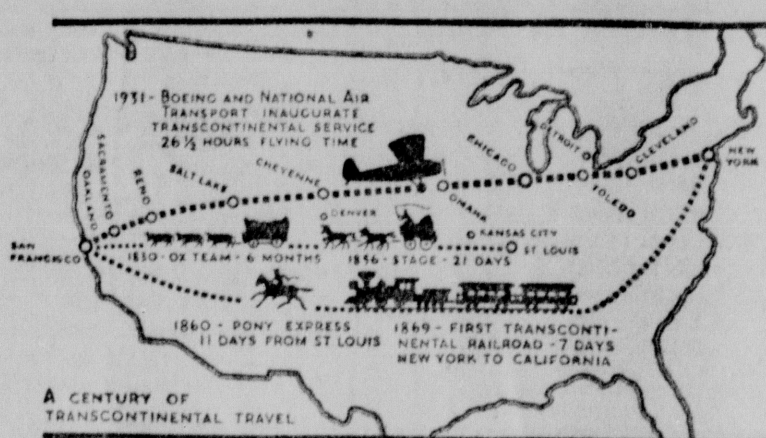 1931 - BOEING AND NATIONAL AIR
TRANSPORT INAUGURATE
TRANSCONTINENTAL SERVICE
26 ½ HOURS FLYING TIME
SAN
FRANCISCO
OAKLAND
SACRAMENTO
RENO
SALT LAKE
CHEYENNE
DENVER
OMAHA
KANSAS CITY
ST LOUIS
CHICAGO
DETROIT
TOLEDO
CLEVELAND
NEW
YORK
1830 - OX TEAM - 6 MONTHS
1856 - STAGE - 21 DAYS
1860 - PONY EXPRESS
11 DAYS FROM ST LOUIS
1869 - FIRST TRANSCONTI-
NENTAL RAILROAD - 7 DAYS
NEW YORK TO CALIFORNIA
A CENTURY OF
TRANSCONTINENTAL TRAVEL